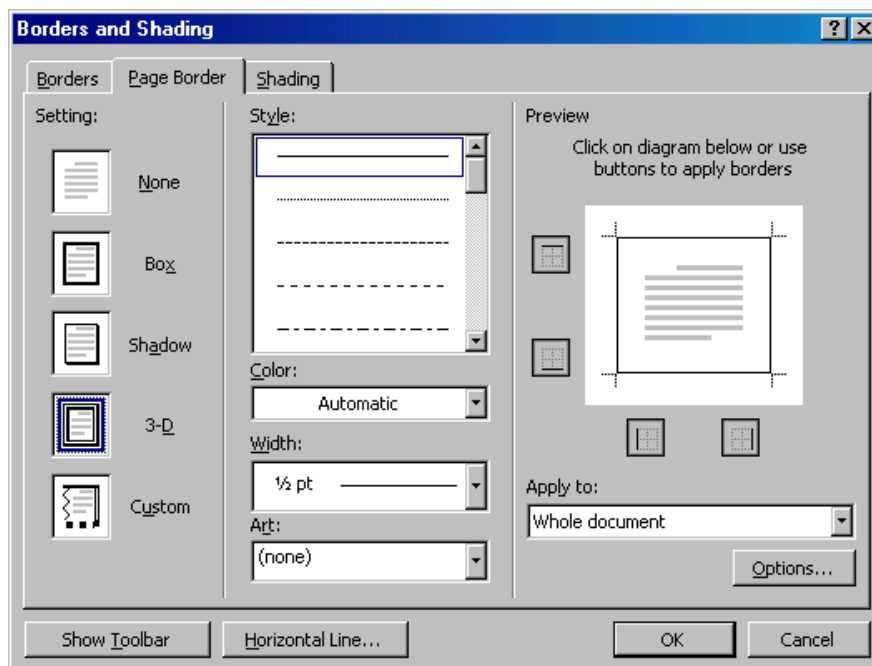 Borders and Shading
Borders
Page Border
Shading
Setting:
None
Box
Shadow
3-D
Custom
Style:
Color:
Automatic
Width:
½ pt
Art:
(none)
Preview
Click on diagram below or use
buttons to apply borders
Apply to:
Whole document
Options...
Show Toolbar
Horizontal Line...
OK
Cancel